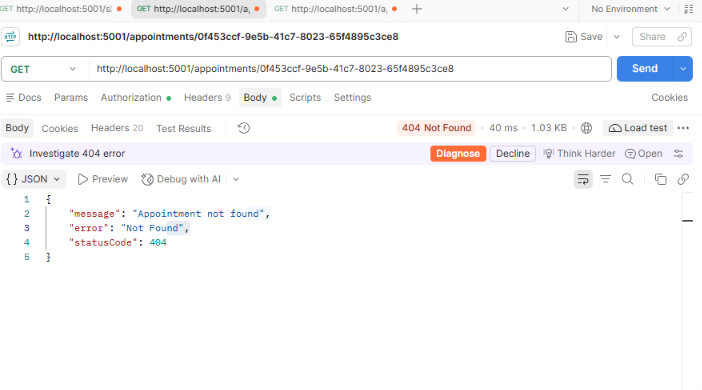 GET http://localhost:5001/s
GET http://localhost:5001/a
GET http://localhost:5001/a
No Environment
http://localhost:5001/appointments/0f453ccf-9e5b-41c7-8023-65f4895c3ce8
Save
Share
GET
http://localhost:5001/appointments/0f453ccf-9e5b-41c7-8023-65f4895c3ce8
Send
Docs Params Authorization Headers 9 Body Scripts Settings
Cookies
Body Cookies Headers 20 Test Results
404 Not Found 40 ms 1.03 KB
Load test
Investigate 404 error
Diagnose Decline Think Harder Open
{} JSON Preview Debug with AI
1 {
2 "message": "Appointment not found",
3 "error": "Not Found",
4 "statusCode": 404
5 }